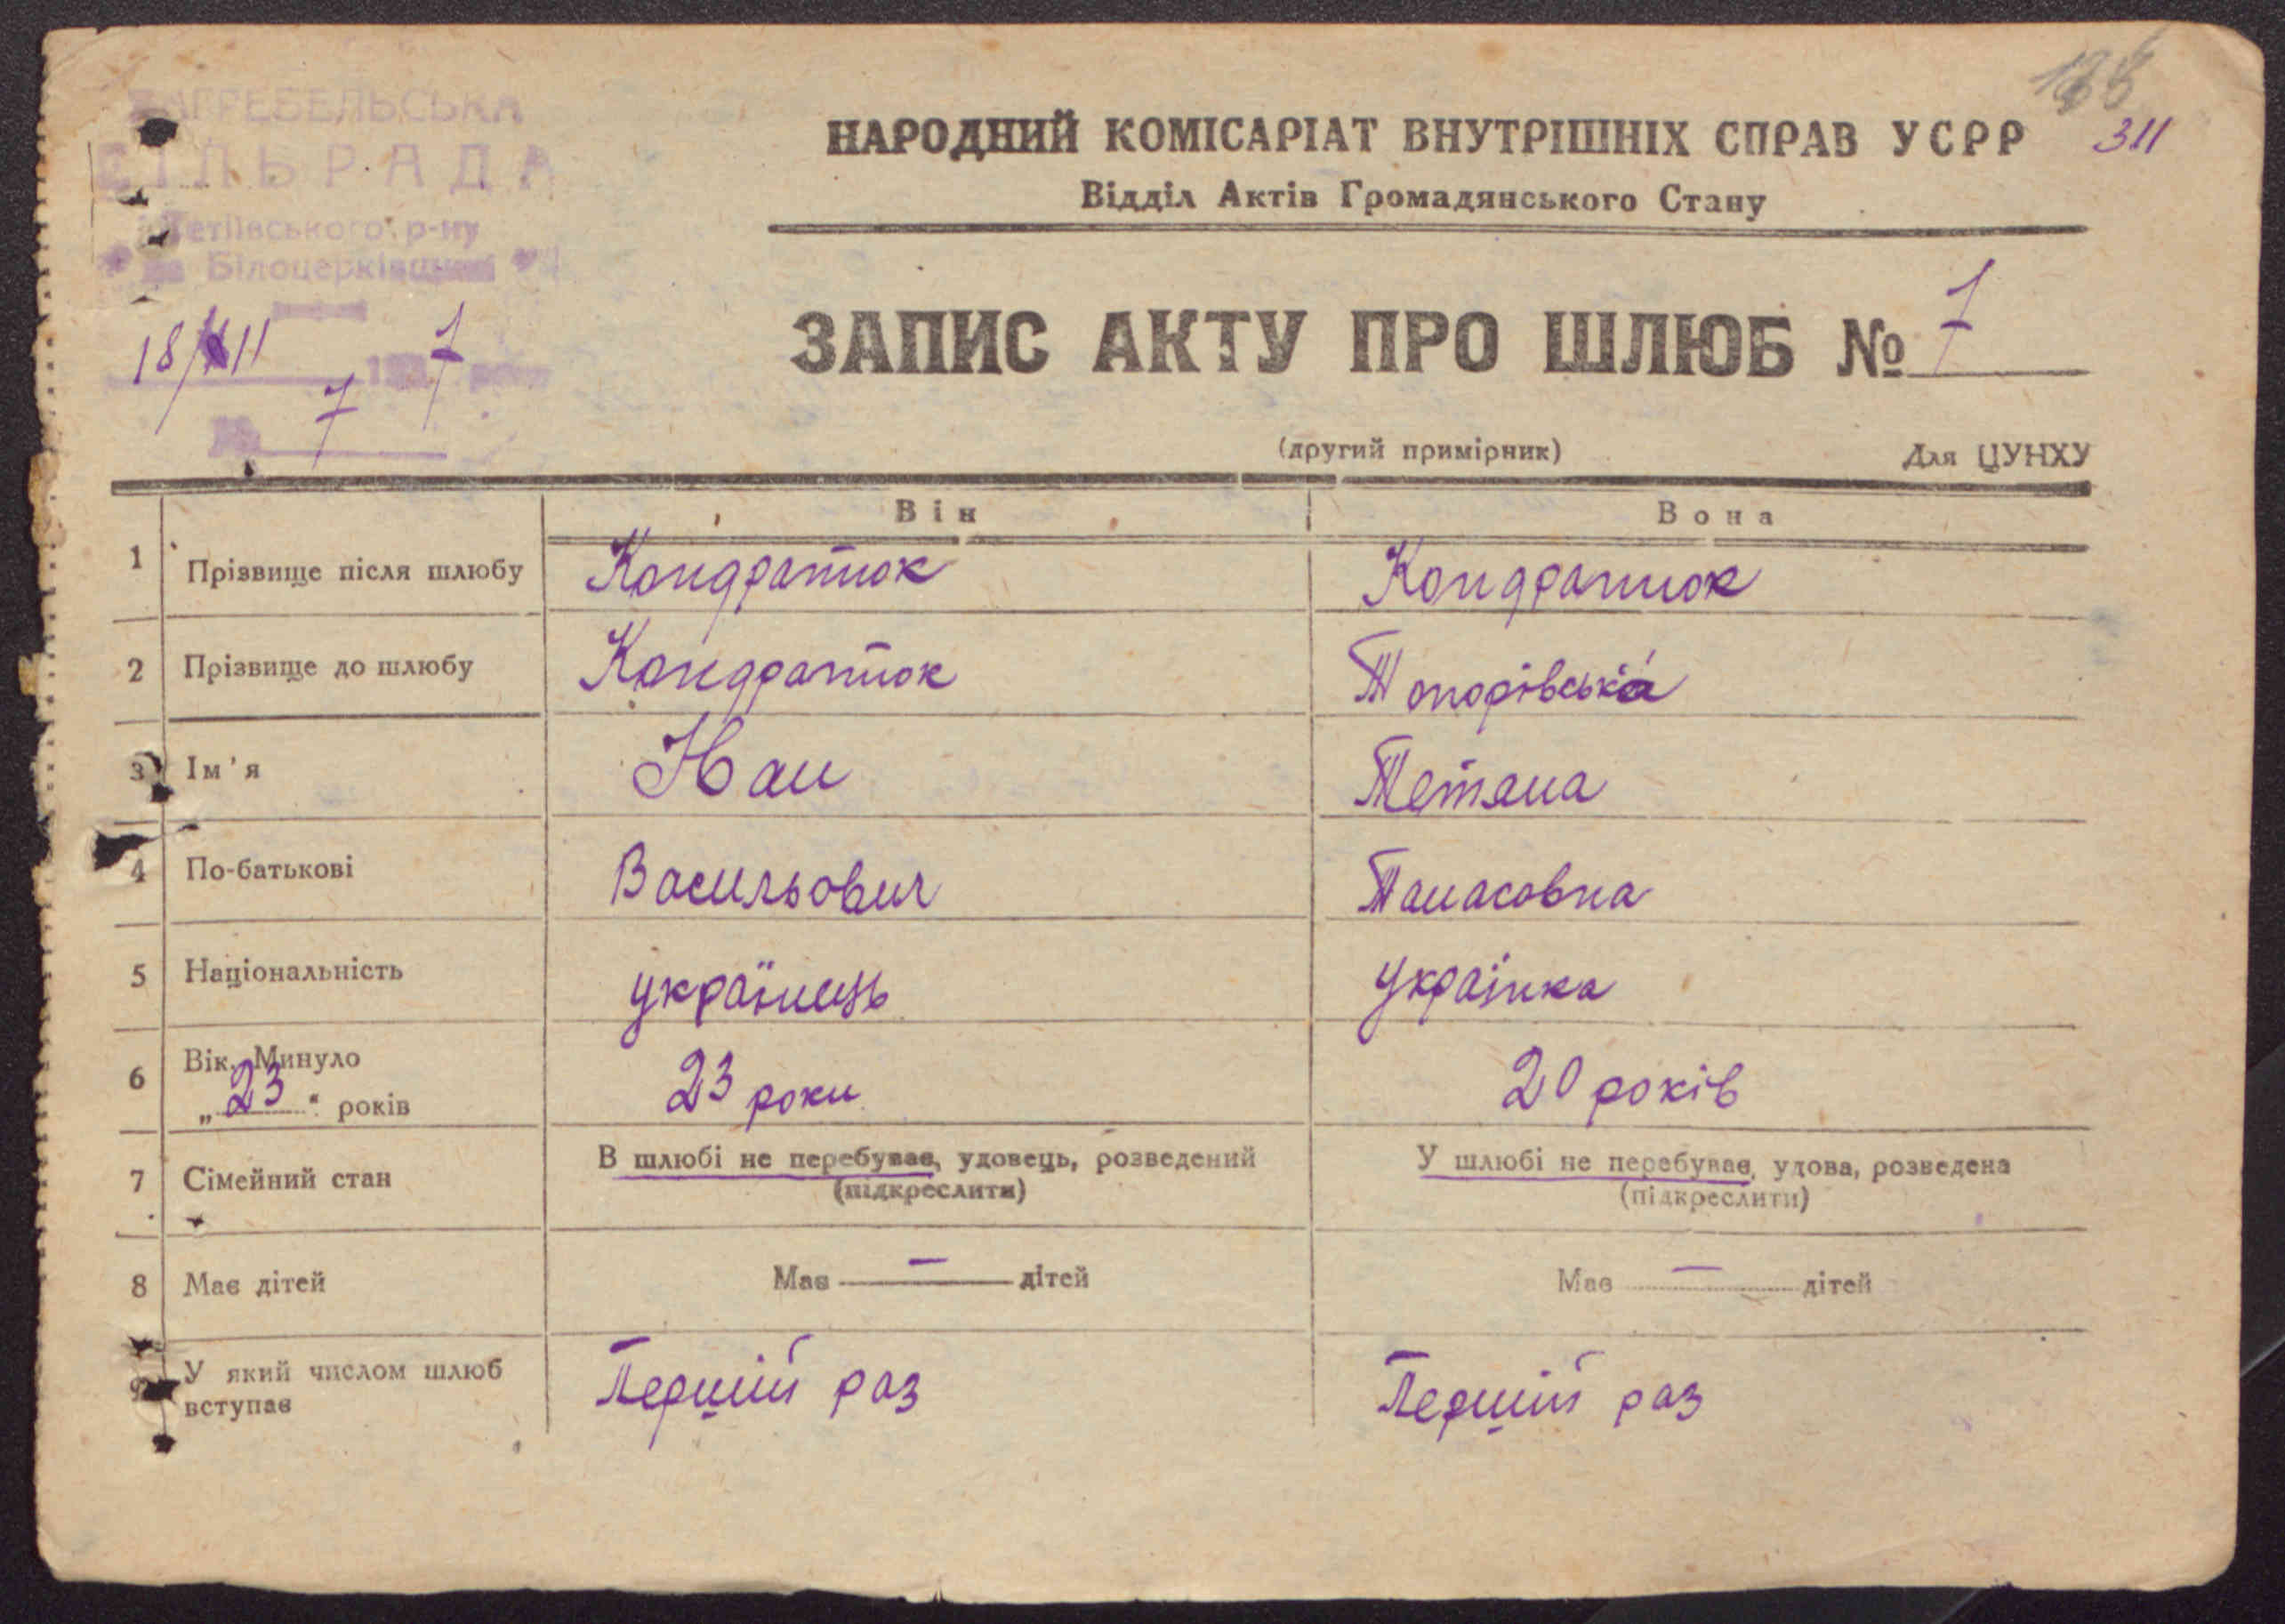 188
311
ЗАГРЕБЕЛЬСЬКА
СІЛЬРАДА
Тетіївського р-ну
Білоцерківщини
18/II 1937 року
№ 7
НАРОДНИЙ КОМІСАРІАТ ВНУТРІШНІХ СПРАВ УСРР
Відділ Актів Громадянського Стану
ЗАПИС АКТУ ПРО ШЛЮБ № 7
(другий примірник) Для ЦУНХУ
Він Вона
1 Прізвище після шлюбу Кондратюк Кондратюк
2 Прізвище до шлюбу Кондратюк Топорівська
3 Ім'я Іван Тетяна
4 По-батькові Васильович Панасовна
5 Національність українець українка
6 Вік. Минуло „23“ років 23 роки 20 років
7 Сімейний стан В шлюбі не перебуває, удовець, розведений У шлюбі не перебуває, удова, розведена
(підкреслити) (підкреслити)
8 Має дітей Має — дітей Має — дітей
9 У який числом шлюб вступає Перший раз Перший раз